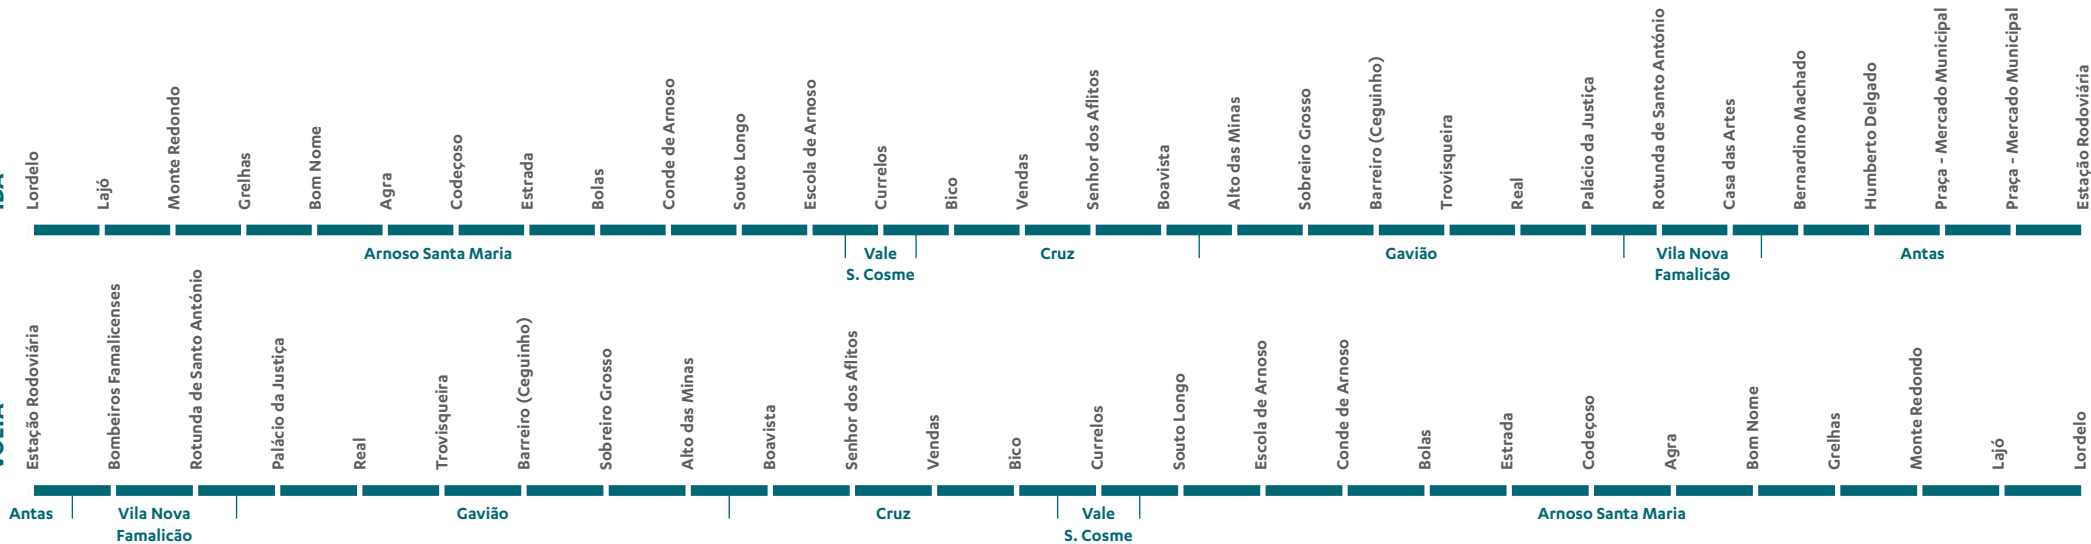 IDA
Lordelo
Lajó
Monte Redondo
Grelhas
Bom Nome
Agra
Codeçoso
Estrada
Bolas
Conde de Arnoso
Souto Longo
Escola de Arnoso
Currelos
Bico
Vendas
Senhor dos Aflitos
Boavista
Alto das Minas
Sobreiro Grosso
Barreiro (Ceguinho)
Trovisqueira
Real
Palácio da Justiça
Rotunda de Santo António
Casa das Artes
Bernardino Machado
Humberto Delgado
Praça - Mercado Municipal
Praça - Mercado Municipal
Estação Rodoviária
Arnoso Santa Maria
Vale
S. Cosme
Cruz
Gavião
Vila Nova
Famalicão
Antas
VOLTA
Estação Rodoviária
Bombeiros Famalicenses
Rotunda de Santo António
Palácio da Justiça
Real
Trovisqueira
Barreiro (Ceguinho)
Sobreiro Grosso
Alto das Minas
Boavista
Senhor dos Aflitos
Vendas
Bico
Currelos
Souto Longo
Escola de Arnoso
Conde de Arnoso
Bolas
Estrada
Codeçoso
Agra
Bom Nome
Grelhas
Monte Redondo
Lajó
Lordelo
Antas
Vila Nova
Famalicão
Gavião
Cruz
Vale
S. Cosme
Arnoso Santa Maria